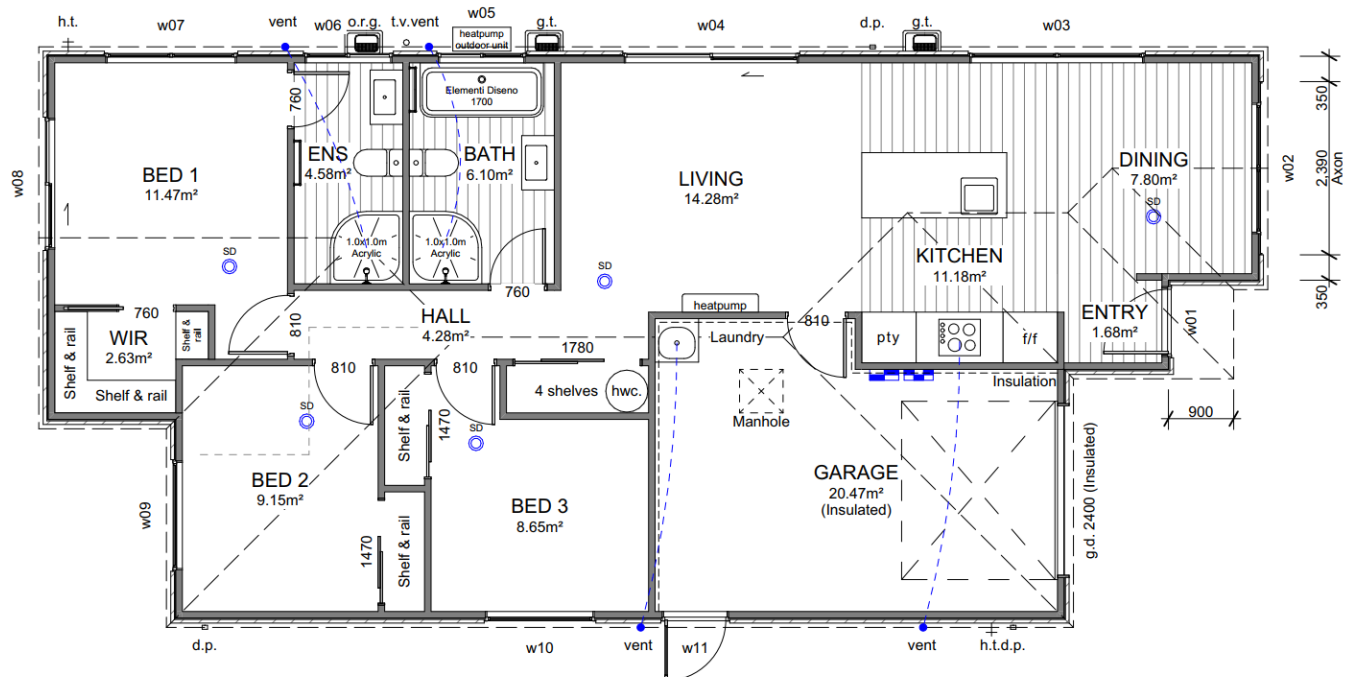 h.t.
w07
vent
w06
o.r.g.
t.v.
vent
w05
heatpump
outdoor unit
g.t.
w04
d.p.
g.t.
w03
Elementi Diseno
1700
760
350
2,390
Axon
350
w02
w08
BED 1
11.47m²
ENS
4.58m²
BATH
6.10m²
LIVING
14.28m²
DINING
7.80m²
SD
1.0x1.0m
Acrylic
1.0x1.0m
Acrylic
SD
SD
KITCHEN
11.18m²
760
heatpump
760
810
HALL
4.28m²
810
ENTRY
1.68m²
w01
WIR
2.63m²
Shelf & rail
Shelf & rail
Shelf & rail
1780
Laundry
pty
f/f
810
810
4 shelves
hwc.
Insulation
Manhole
900
SD
SD
Shelf & rail
1470
BED 2
9.15m²
BED 3
8.65m²
GARAGE
20.47m²
(Insulated)
g.d. 2400 (Insulated)
w09
1470
Shelf & rail
d.p.
w10
vent
w11
vent
h.t.
d.p.